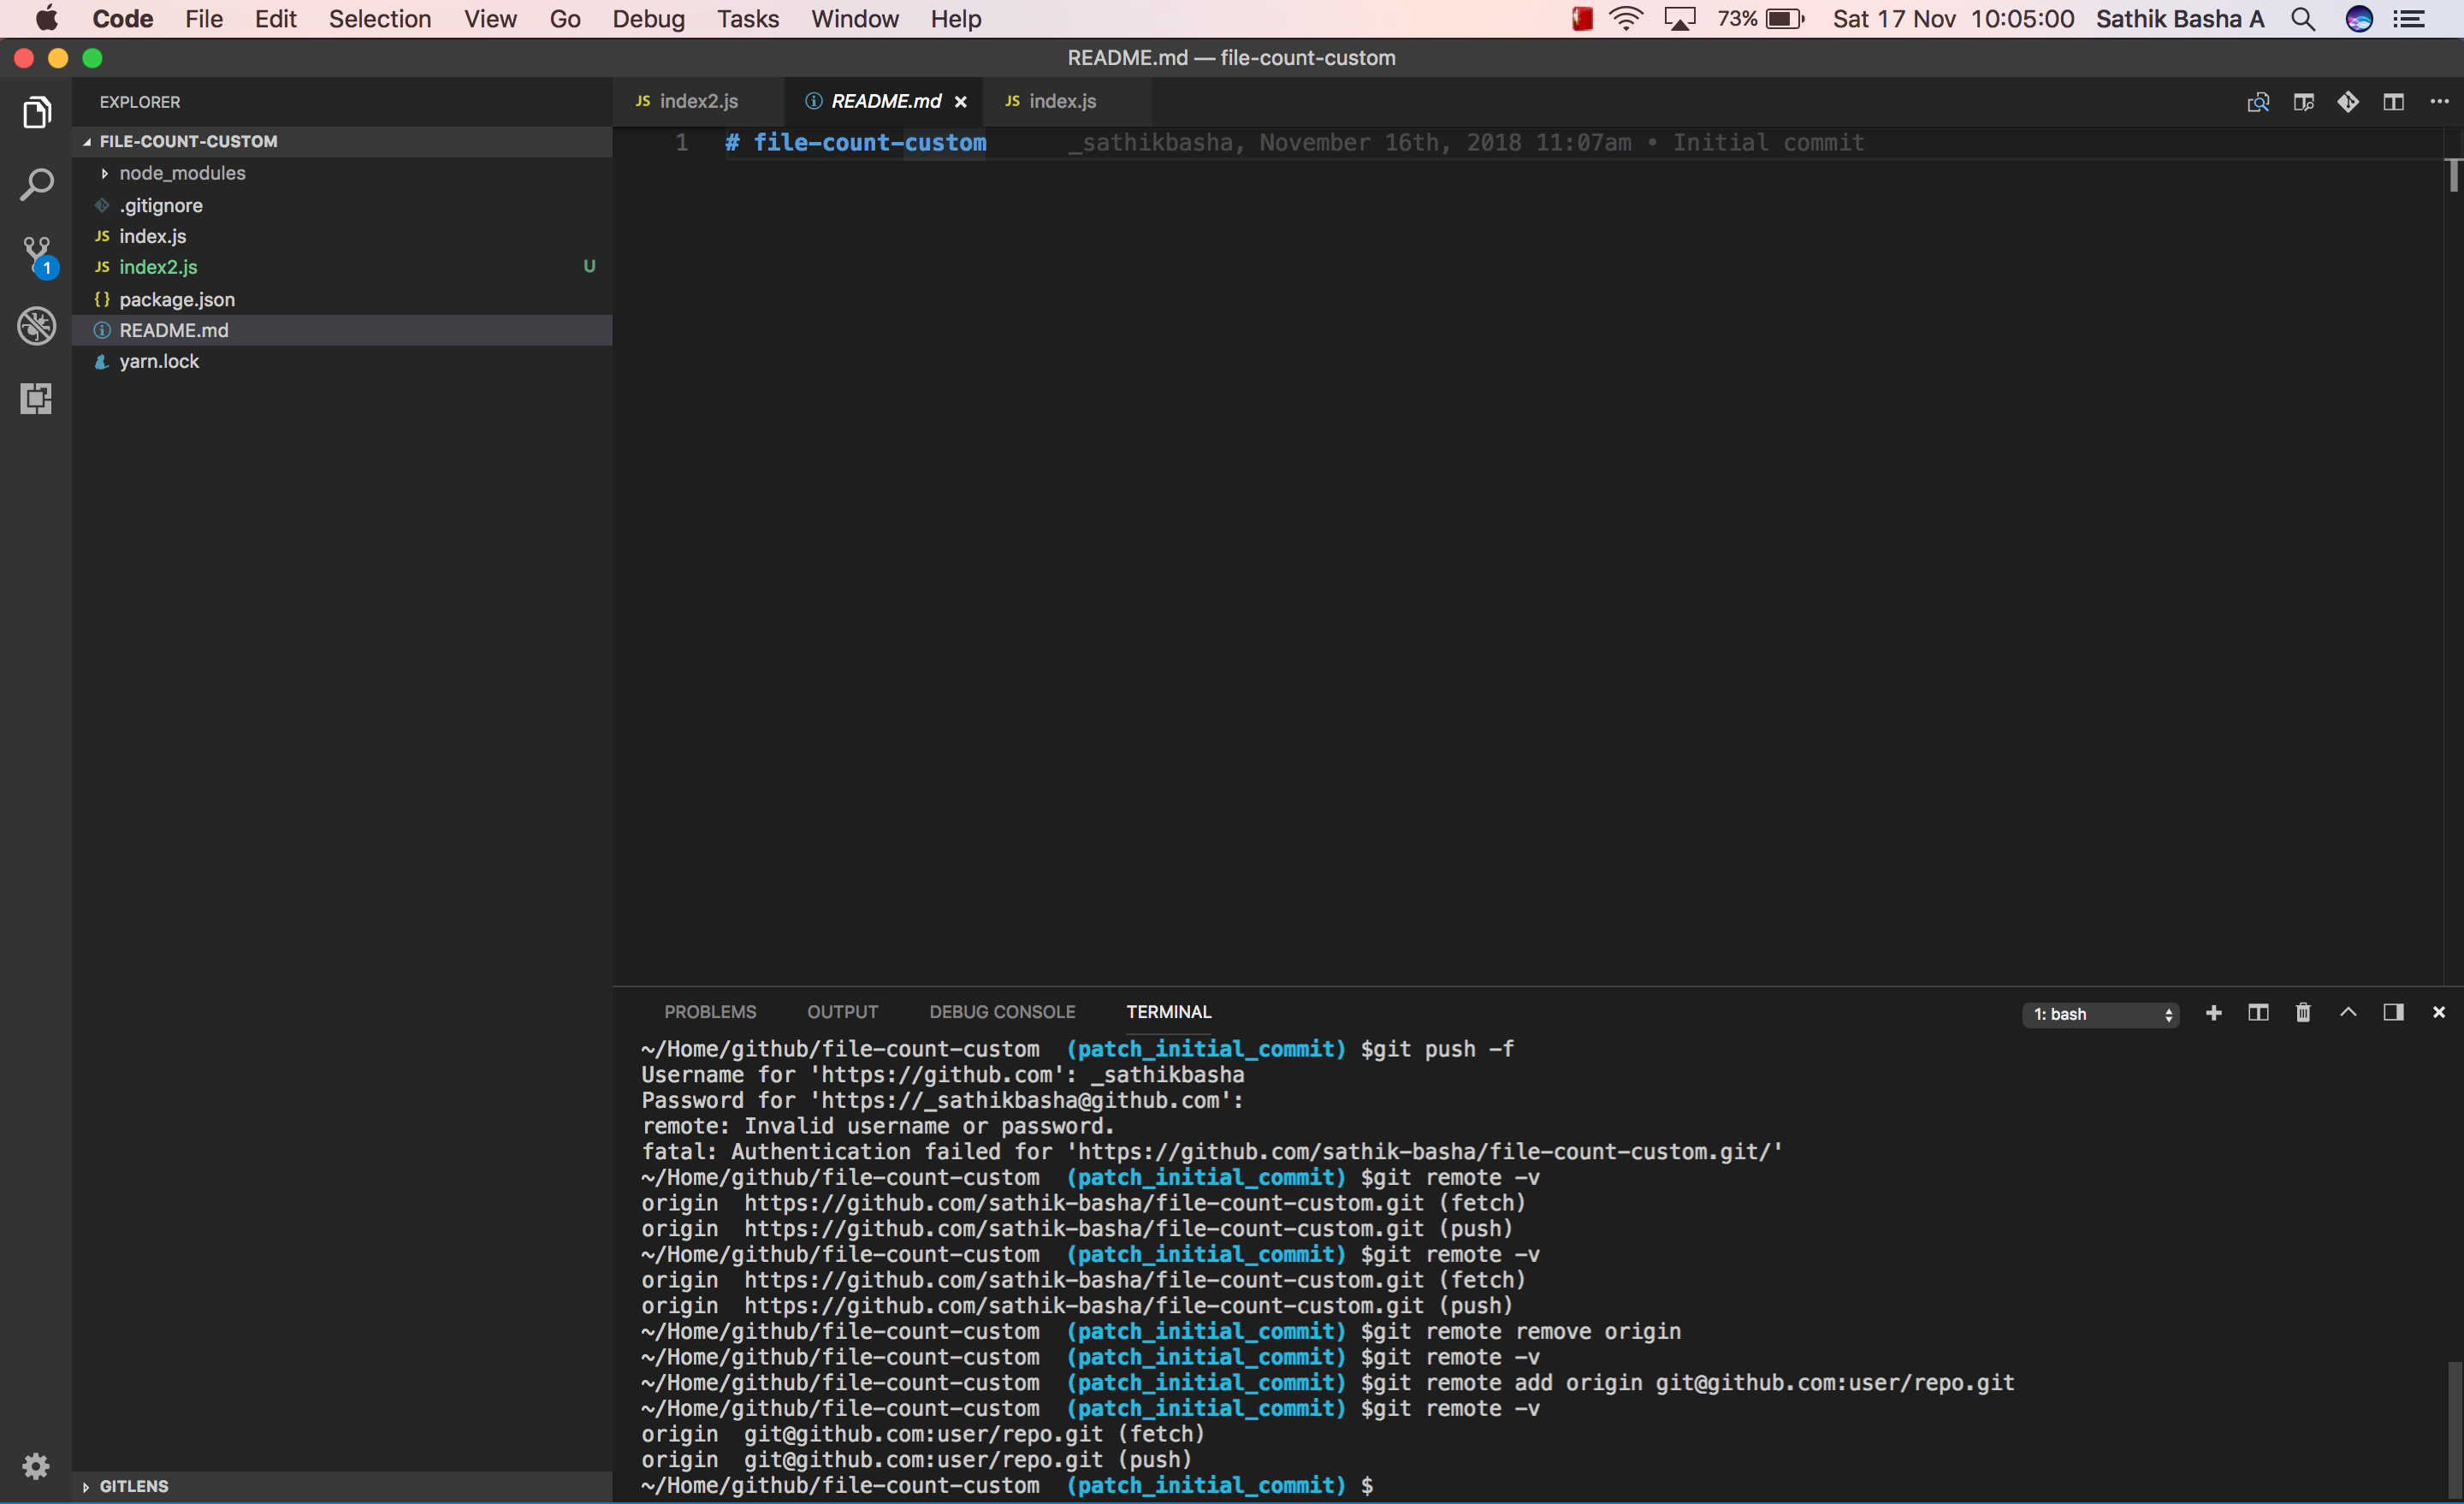 Code File Edit Selection View Go Debug Tasks Window Help 73% Sat 17 Nov 10:05:00 Sathik Basha A
README.md — file-count-custom
EXPLORER
FILE-COUNT-CUSTOM
node_modules
.gitignore
JS index.js
JS index2.js U
{} package.json
README.md
yarn.lock
1
GITLENS
JS index2.js README.md × JS index.js
1 # file-count-custom _sathikbasha, November 16th, 2018 11:07am • Initial commit
PROBLEMS OUTPUT DEBUG CONSOLE TERMINAL 1: bash
~/Home/github/file-count-custom (patch_initial_commit) $git push -f
Username for 'https://github.com': _sathikbasha
Password for 'https://_sathikbasha@github.com':
remote: Invalid username or password.
fatal: Authentication failed for 'https://github.com/sathik-basha/file-count-custom.git/'
~/Home/github/file-count-custom (patch_initial_commit) $git remote -v
origin https://github.com/sathik-basha/file-count-custom.git (fetch)
origin https://github.com/sathik-basha/file-count-custom.git (push)
~/Home/github/file-count-custom (patch_initial_commit) $git remote -v
origin https://github.com/sathik-basha/file-count-custom.git (fetch)
origin https://github.com/sathik-basha/file-count-custom.git (push)
~/Home/github/file-count-custom (patch_initial_commit) $git remote remove origin
~/Home/github/file-count-custom (patch_initial_commit) $git remote -v
~/Home/github/file-count-custom (patch_initial_commit) $git remote add origin git@github.com:user/repo.git
~/Home/github/file-count-custom (patch_initial_commit) $git remote -v
origin git@github.com:user/repo.git (fetch)
origin git@github.com:user/repo.git (push)
~/Home/github/file-count-custom (patch_initial_commit) $